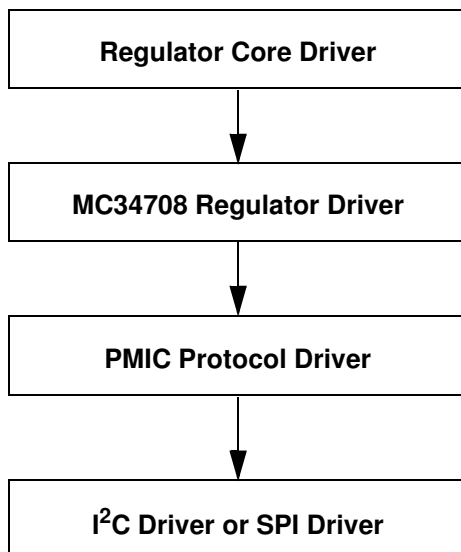 Regulator Core Driver
MC34708 Regulator Driver
PMIC Protocol Driver
I²C Driver or SPI Driver